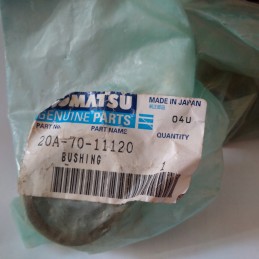 KOMATSU
GENUINE PARTS
MADE IN JAPAN
04U
PART No. PART NAME QUANTITY
20A-70-11120
BUSHING
1